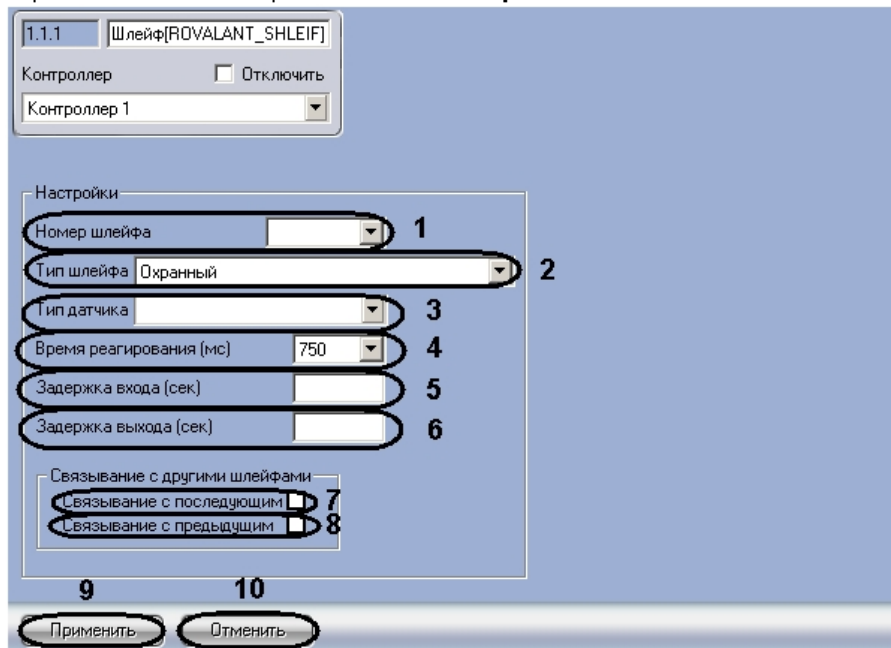 1.1.1 Шлейф[ROVALANT_SHLEIF]
Контроллер Отключить
Контроллер 1
Настройки
Номер шлейфа 1
Тип шлейфа Охранный 2
Тип датчика 3
Время реагирования (мс) 750 4
Задержка входа (сек) 5
Задержка выхода (сек) 6
Связывание с другими шлейфами
Связывание с последующим 7
Связывание с предыдущим 8
9 10
Применить Отменить